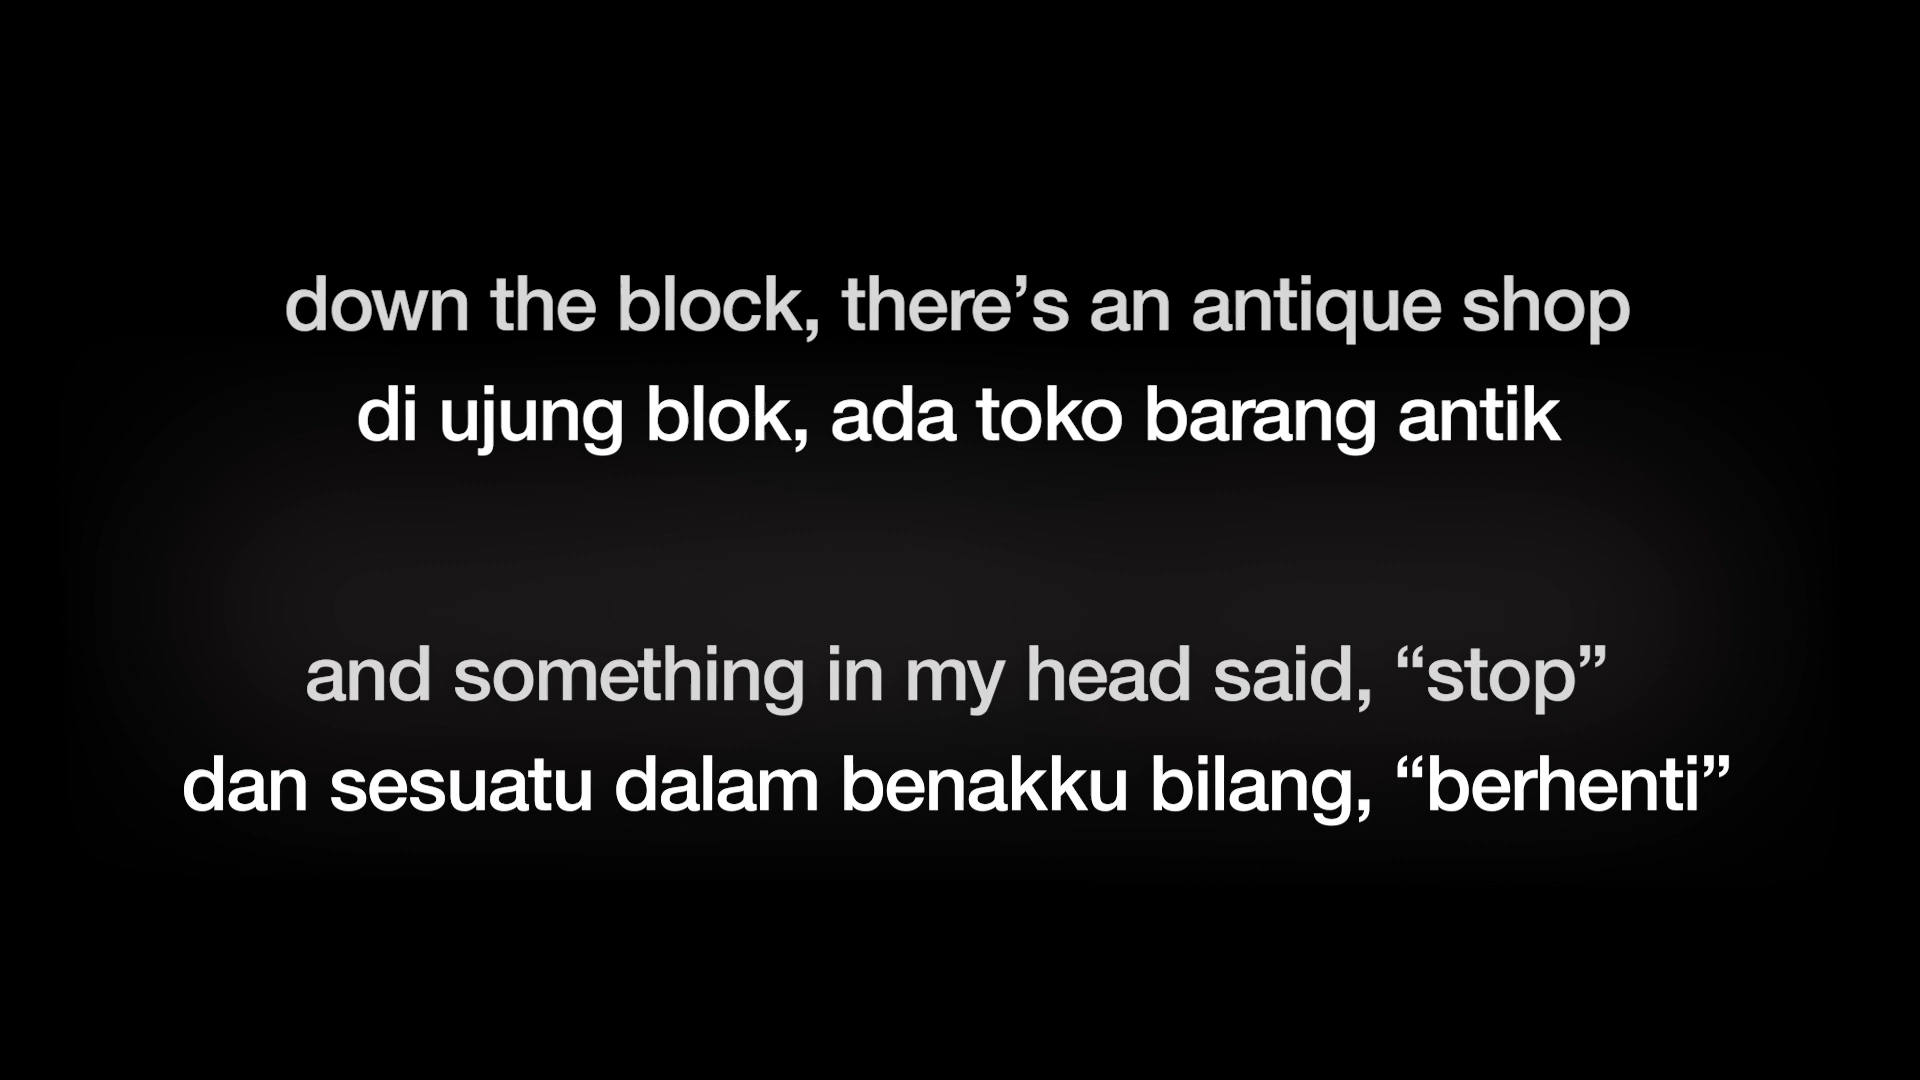 down the block, there’s an antique shop
di ujung blok, ada toko barang antik
and something in my head said, “stop”
dan sesuatu dalam benakku bilang, “berhenti”